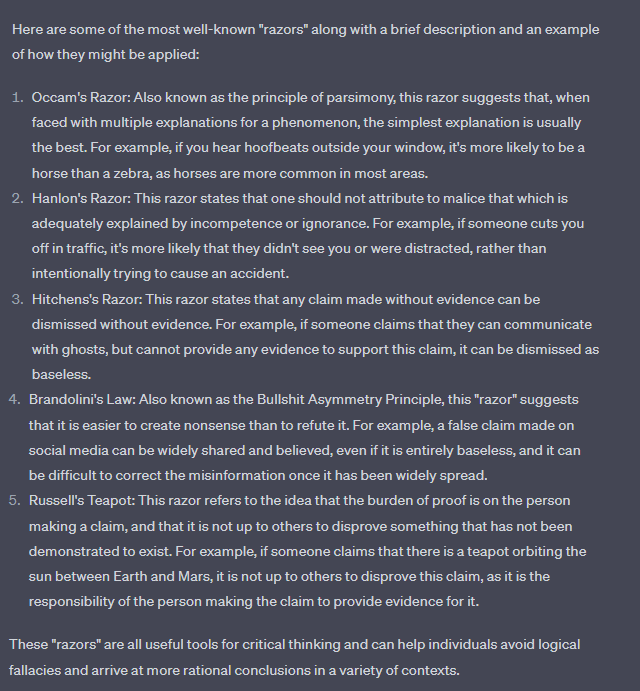 Here are some of the most well-known "razors" along with a brief description and an example
of how they might be applied:
1. Occam's Razor: Also known as the principle of parsimony, this razor suggests that, when
faced with multiple explanations for a phenomenon, the simplest explanation is usually
the best. For example, if you hear hoofbeats outside your window, it's more likely to be a
horse than a zebra, as horses are more common in most areas.
2. Hanlon's Razor: This razor states that one should not attribute to malice that which is
adequately explained by incompetence or ignorance. For example, if someone cuts you
off in traffic, it's more likely that they didn't see you or were distracted, rather than
intentionally trying to cause an accident.
3. Hitchens's Razor: This razor states that any claim made without evidence can be
dismissed without evidence. For example, if someone claims that they can communicate
with ghosts, but cannot provide any evidence to support this claim, it can be dismissed as
baseless.
4. Brandolini's Law: Also known as the Bullshit Asymmetry Principle, this "razor" suggests
that it is easier to create nonsense than to refute it. For example, a false claim made on
social media can be widely shared and believed, even if it is entirely baseless, and it can
be difficult to correct the misinformation once it has been widely spread.
5. Russell's Teapot: This razor refers to the idea that the burden of proof is on the person
making a claim, and that it is not up to others to disprove something that has not been
demonstrated to exist. For example, if someone claims that there is a teapot orbiting the
sun between Earth and Mars, it is not up to others to disprove this claim, as it is the
responsibility of the person making the claim to provide evidence for it.
These "razors" are all useful tools for critical thinking and can help individuals avoid logical
fallacies and arrive at more rational conclusions in a variety of contexts.